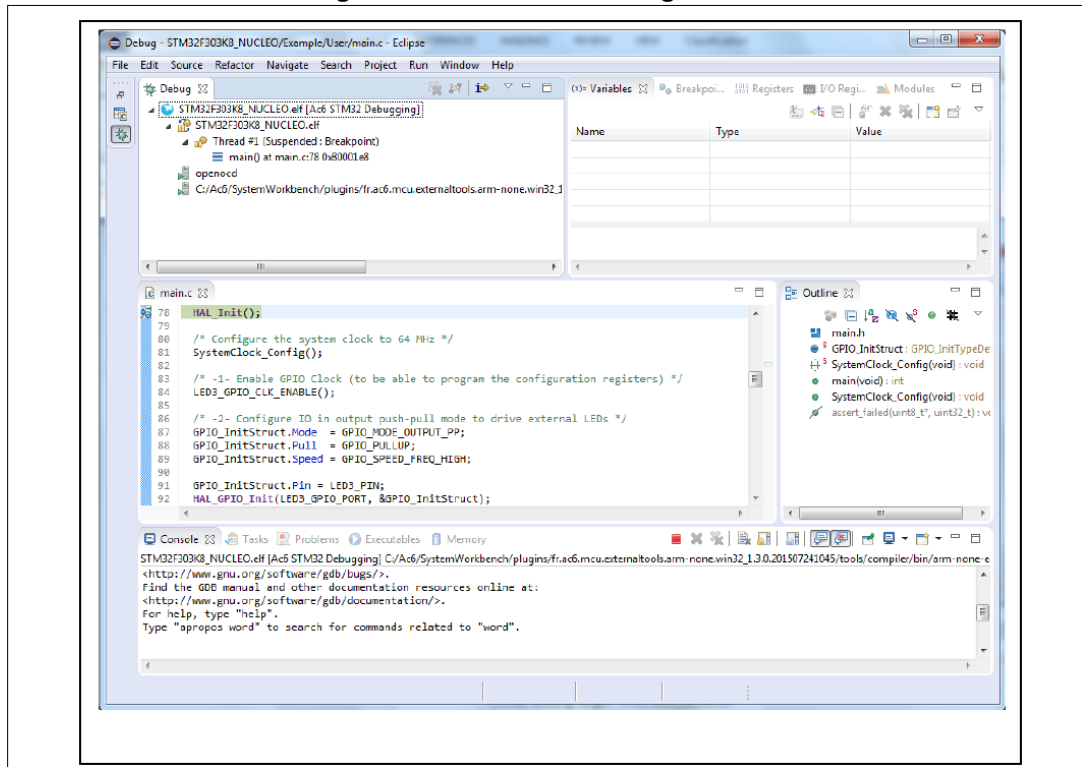 Debug - STM32F303K8_NUCLEO/Example/User/main.c - Eclipse
File Edit Source Refactor Navigate Search Project Run Window Help
Debug
STM32F303K8_NUCLEO.elf [Ac6 STM32 Debugging]
STM32F303K8_NUCLEO.elf
Thread #1 (Suspended : Breakpoint)
main() at main.c:78 0x80001e8
openocd
C:/Ac6/SystemWorkbench/plugins/fr.ac6.mcu.externaltools.arm-none.win32_1
(x)= Variables Breakpoi... Registers I/O Regi... Modules
Name Type Value
main.c
78 HAL_Init();
79
80 /* Configure the system clock to 64 MHz */
81 SystemClock_Config();
82
83 /* -1- Enable GPIO Clock (to be able to program the configuration registers) */
84 LED3_GPIO_CLK_ENABLE();
85
86 /* -2- Configure IO in output push-pull mode to drive external LEDs */
87 GPIO_InitStruct.Mode = GPIO_MODE_OUTPUT_PP;
88 GPIO_InitStruct.Pull = GPIO_PULLUP;
89 GPIO_InitStruct.Speed = GPIO_SPEED_FREQ_HIGH;
90
91 GPIO_InitStruct.Pin = LED3_PIN;
92 HAL_GPIO_Init(LED3_GPIO_PORT, &GPIO_InitStruct);
Outline
main.h
GPIO_InitStruct : GPIO_InitTypeDe
SystemClock_Config(void) : void
main(void) : int
SystemClock_Config(void) : void
assert_failed(uint8_t*, uint32_t) : vo
Console Tasks Problems Executables Memory
STM32F303K8_NUCLEO.elf [Ac6 STM32 Debugging] C:/Ac6/SystemWorkbench/plugins/fr.ac6.mcu.externaltools.arm-none.win32_1.3.0.201507241045/tools/compiler/bin/arm-none-e
<http://www.gnu.org/software/gdb/bugs/>.
Find the GDB manual and other documentation resources online at:
<http://www.gnu.org/software/gdb/documentation/>.
For help, type "help".
Type "apropos word" to search for commands related to "word".